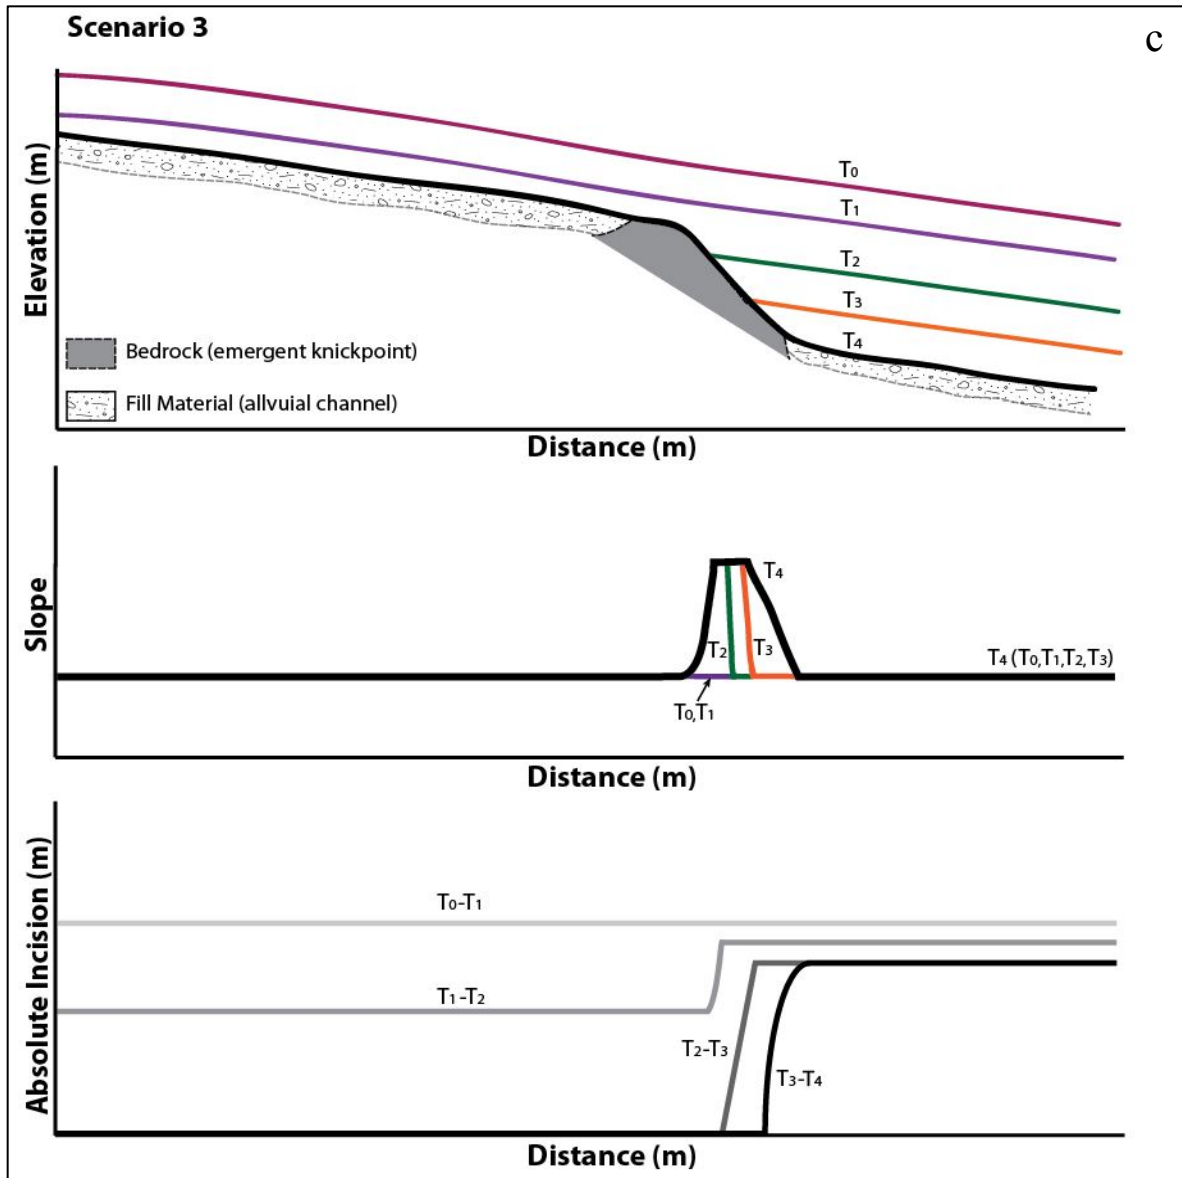 Scenario 3
c
Elevation (m)
T0
T1
T2
T3
T4
Bedrock (emergent knickpoint)
Fill Material (allvuial channel)
Distance (m)
Slope
T4
T2
T3
T4 (T0,T1,T2,T3)
T0,T1
Distance (m)
Absolute Incision (m)
T0-T1
T1-T2
T2-T3
T3-T4
Distance (m)